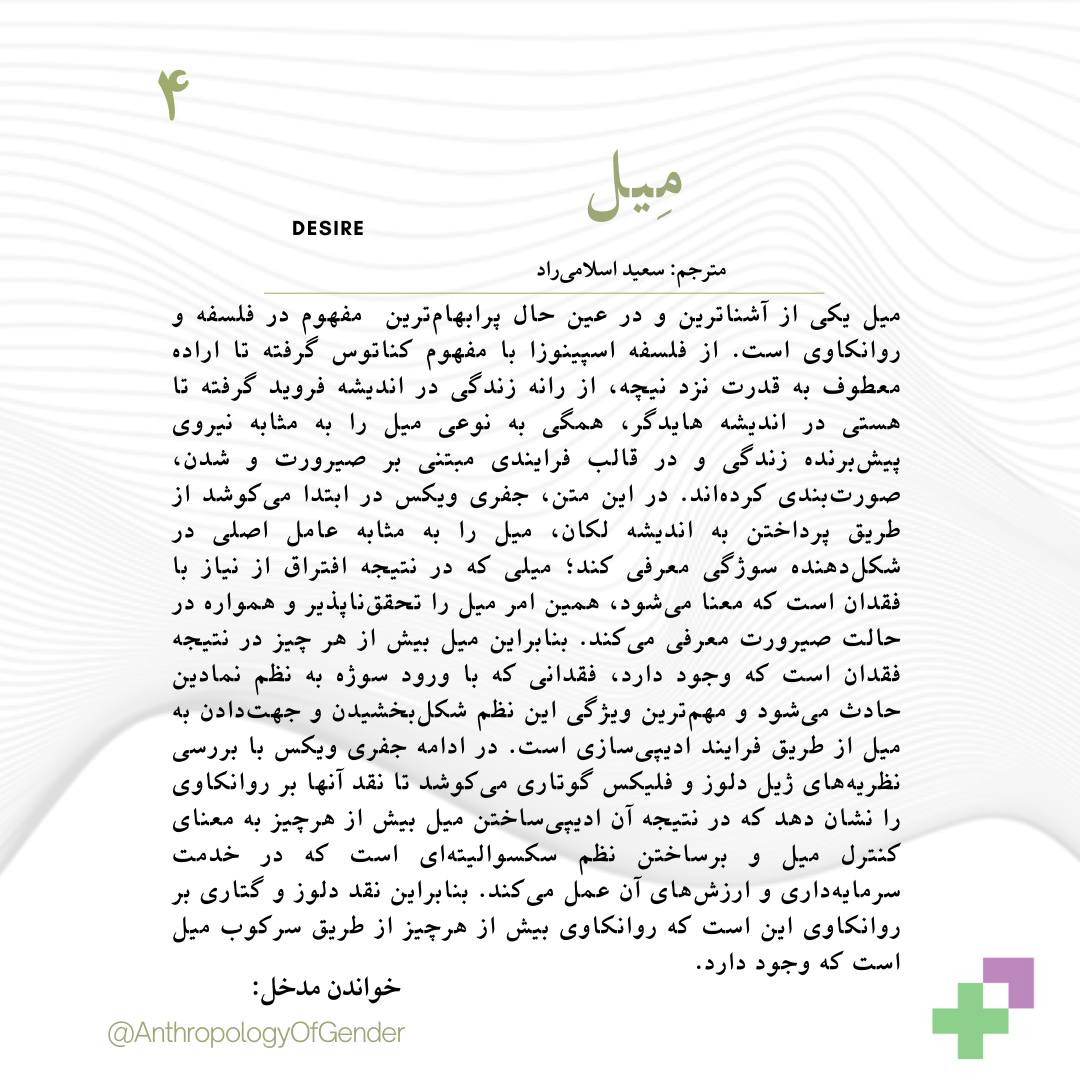 ۴
مِیل
DESIRE
مترجم: سعید اسلامی‌راد
میل یکی از آشناترین و در عین حال پرابهام‌ترین مفهوم در فلسفه و
روانکاوی است. از فلسفه اسپینوزا با مفهوم کناتوس گرفته تا اراده
معطوف به قدرت نزد نیچه، از رانه زندگی در اندیشه فروید گرفته تا
هستی در اندیشه هایدگر، همگی به نوعی میل را به مثابه نیروی
پیش‌برنده زندگی و در قالب فرایندی مبتنی بر صیرورت و شدن،
صورت‌بندی کرده‌اند. در این متن، جفری ویکس در ابتدا می‌کوشد از
طریق پرداختن به اندیشه لکان، میل را به مثابه عامل اصلی در
شکل‌دهنده سوژگی معرفی کند؛ میلی که در نتیجه افتراق از نیاز با
فقدان است که معنا می‌شود، همین امر میل را تحقق‌ناپذیر و همواره در
حالت صیرورت معرفی می‌کند. بنابراین میل بیش از هر چیز در نتیجه
فقدان است که وجود دارد، فقدانی که با ورود سوژه به نظم نمادین
حادث می‌شود و مهم‌ترین ویژگی این نظم شکل‌بخشیدن و جهت‌دادن به
میل از طریق فرایند ادیپی‌سازی است. در ادامه جفری ویکس با بررسی
نظریه‌های ژیل دلوز و فلیکس گوتاری می‌کوشد تا نقد آنها بر روانکاوی
را نشان دهد که در نتیجه آن ادیپی‌ساختن میل بیش از هرچیز به معنای
کنترل میل و برساختن نظم سکسوالیته‌ای است که در خدمت
سرمایه‌داری و ارزش‌های آن عمل می‌کند. بنابراین نقد دلوز و گتاری بر
روانکاوی این است که روانکاوی بیش از هرچیز از طریق سرکوب میل
است که وجود دارد.
خواندن مدخل:
@AnthropologyOfGender